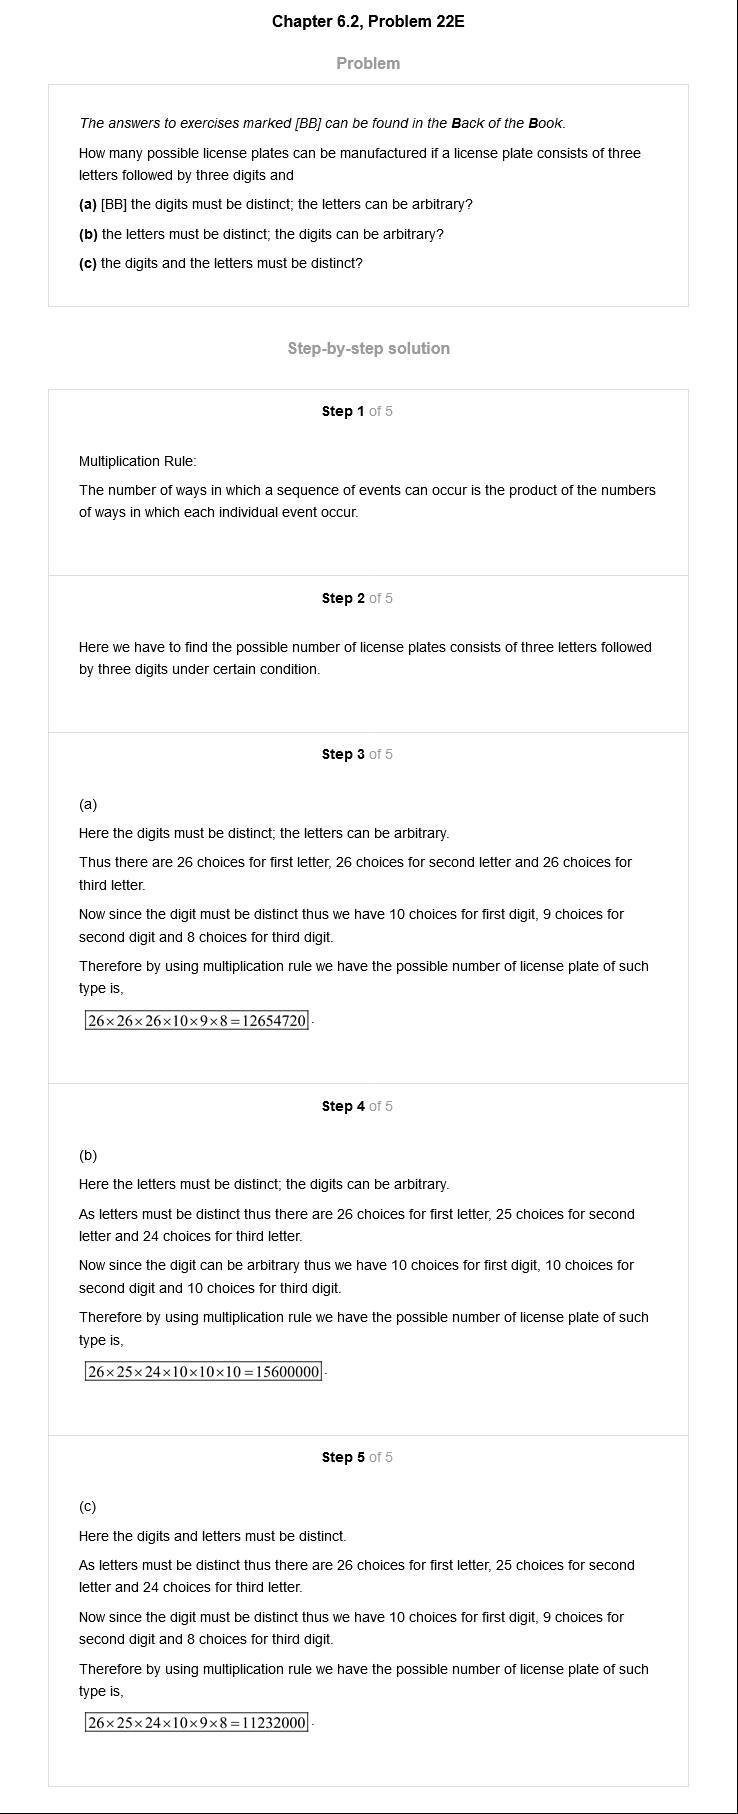 Chapter 6.2, Problem 22E
Problem
The answers to exercises marked [BB] can be found in the Back of the Book.
How many possible license plates can be manufactured if a license plate consists of three
letters followed by three digits and
(a) [BB] the digits must be distinct; the letters can be arbitrary?
(b) the letters must be distinct; the digits can be arbitrary?
(c) the digits and the letters must be distinct?
Step-by-step solution
Step 1 of 5
Multiplication Rule:
The number of ways in which a sequence of events can occur is the product of the numbers
of ways in which each individual event occur.
Step 2 of 5
Here we have to find the possible number of license plates consists of three letters followed
by three digits under certain condition.
Step 3 of 5
(a)
Here the digits must be distinct; the letters can be arbitrary.
Thus there are 26 choices for first letter, 26 choices for second letter and 26 choices for
third letter.
Now since the digit must be distinct thus we have 10 choices for first digit, 9 choices for
second digit and 8 choices for third digit.
Therefore by using multiplication rule we have the possible number of license plate of such
type is,
26×26×26×10×9×8=12654720.
Step 4 of 5
(b)
Here the letters must be distinct; the digits can be arbitrary.
As letters must be distinct thus there are 26 choices for first letter, 25 choices for second
letter and 24 choices for third letter.
Now since the digit can be arbitrary thus we have 10 choices for first digit, 10 choices for
second digit and 10 choices for third digit.
Therefore by using multiplication rule we have the possible number of license plate of such
type is,
26×25×24×10×10×10=15600000.
Step 5 of 5
(c)
Here the digits and letters must be distinct.
As letters must be distinct thus there are 26 choices for first letter, 25 choices for second
letter and 24 choices for third letter.
Now since the digit must be distinct thus we have 10 choices for first digit, 9 choices for
second digit and 8 choices for third digit.
Therefore by using multiplication rule we have the possible number of license plate of such
type is,
26×25×24×10×9×8=11232000.